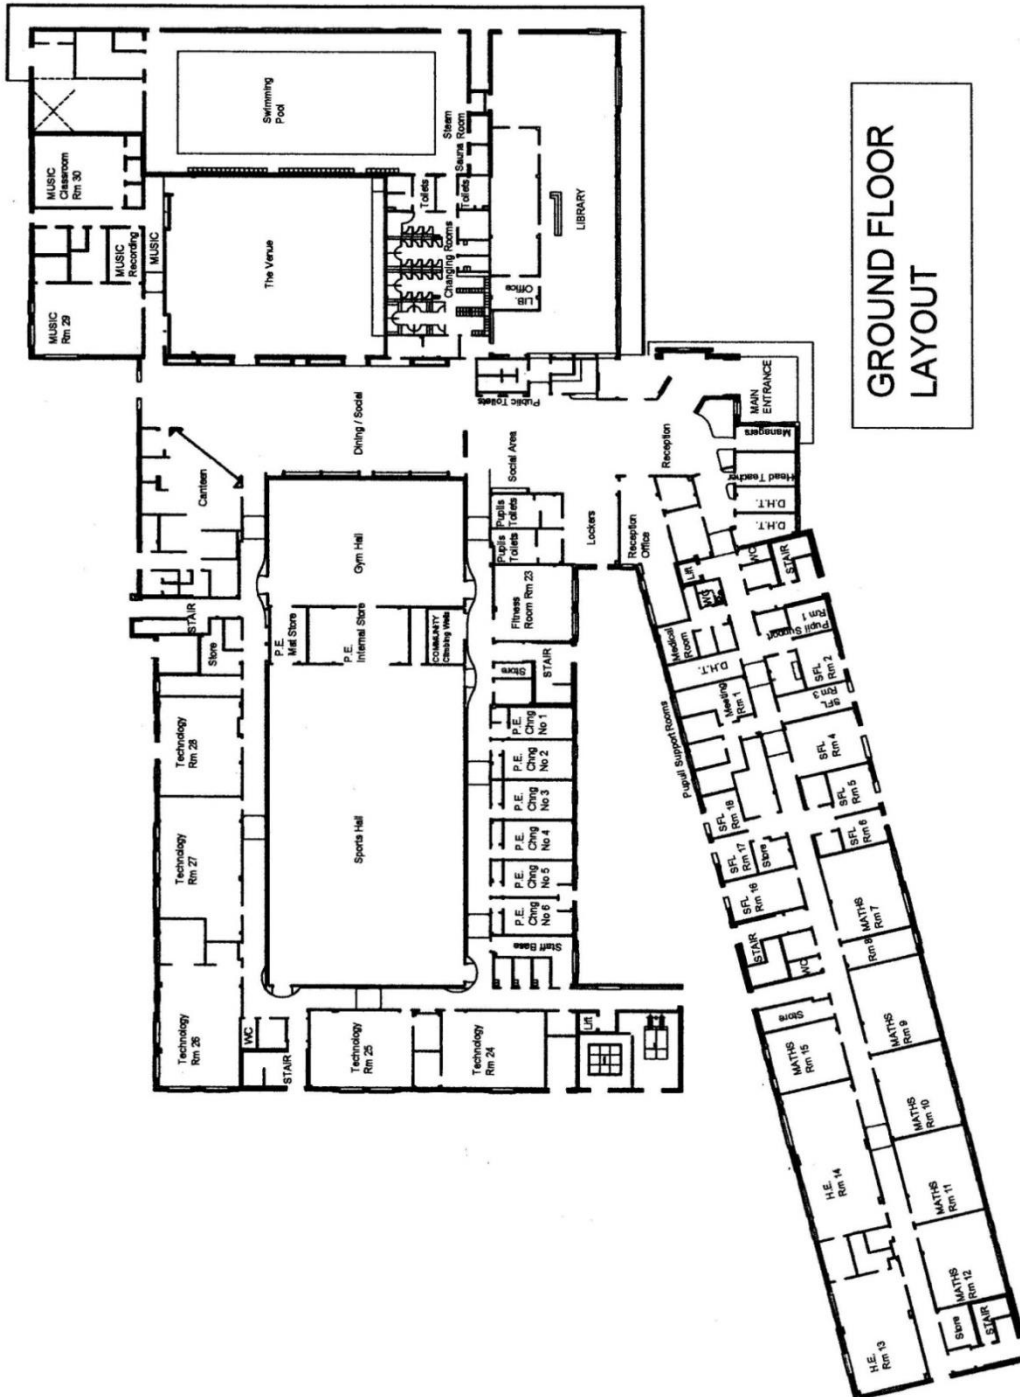 GROUND FLOOR
LAYOUT
MUSIC
Classroom
Rm 30
MUSIC
Rm 29
MUSIC
Recording
MUSIC
The Venue
Swimming
Pool
Steam
Sauna Room
Toilets
Toilets
Changing Rooms
LIB.
Office
LIBRARY
Public Toilets
Dining / Social
Canteen
Social Area
Pupils
Toilets
Pupils
Toilets
Lockers
Reception
Reception
Office
MAIN
ENTRANCE
Managers
Head Teacher
D.H.T.
D.H.T.
WC
STAIR
Lift
WC
Medical
Room
D.H.T.
Meeting
Rm 1
Pupuil Support Rooms
Pupil Support
Rm 1
SFL
Rm 2
SFL
Rm 3
SFL
Rm 4
SFL
Rm 5
SFL
Rm 6
SFL
Rm 18
SFL
Rm 17
Store
SFL
Rm 16
STAIR
WC
Store
MATHS
Rm 7
Rm 8
MATHS
Rm 9
MATHS
Rm 10
MATHS
Rm 11
MATHS
Rm 12
Store
STAIR
H.E.
Rm 13
H.E.
Rm 14
MATHS
Rm 15
Gym Hall
P.E.
Mat Store
P.E.
Internal Store
COMMUNITY
Climbing Wall
Sports Hall
Fitness
Room Rm 23
Store
STAIR
P.E.
Chng
No 1
P.E.
Chng
No 2
P.E.
Chng
No 3
P.E.
Chng
No 4
P.E.
Chng
No 5
P.E.
Chng
No 6
Staff Base
STAIR
Store
Technology
Rm 28
Technology
Rm 27
Technology
Rm 26
WC
STAIR
Technology
Rm 25
Technology
Rm 24
Lift